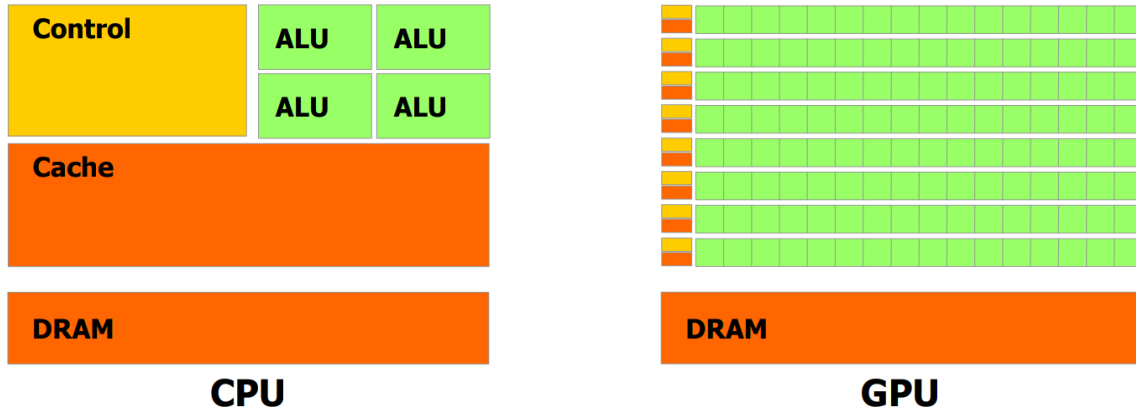 Control
ALU ALU
ALU ALU
Cache
DRAM
CPU
DRAM
GPU